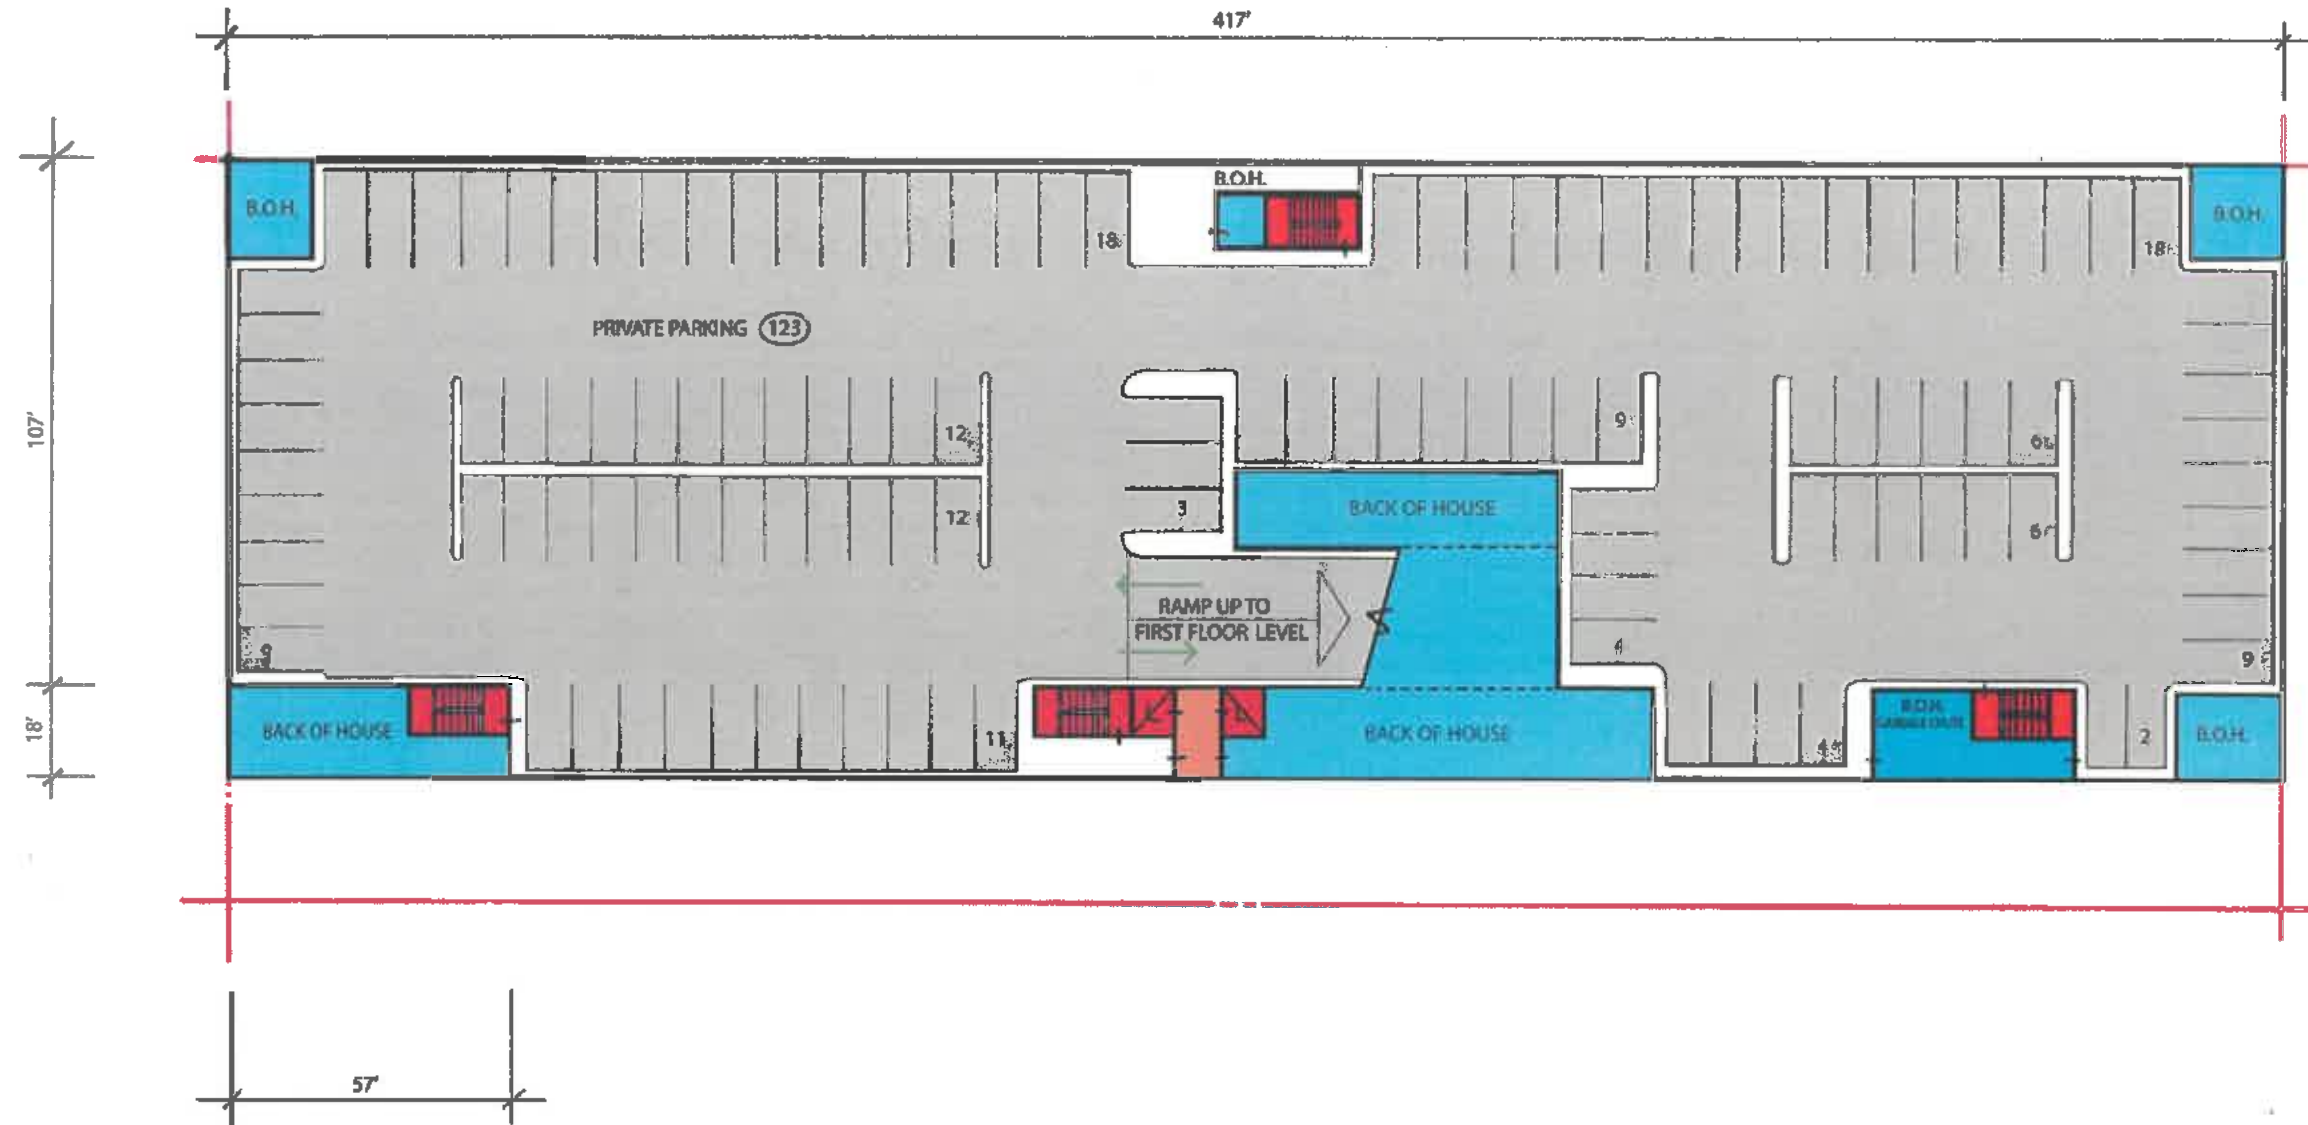 417'
B.O.H.
B.O.H.
B.O.H.
18
18
PRIVATE PARKING 123
107'
12
9
6
12
3
BACK OF HOUSE
6
RAMP UP TO
FIRST FLOOR LEVEL
4
9
9
18'
BACK OF HOUSE
11
BACK OF HOUSE
4
B.O.H.
2
B.O.H.
57'